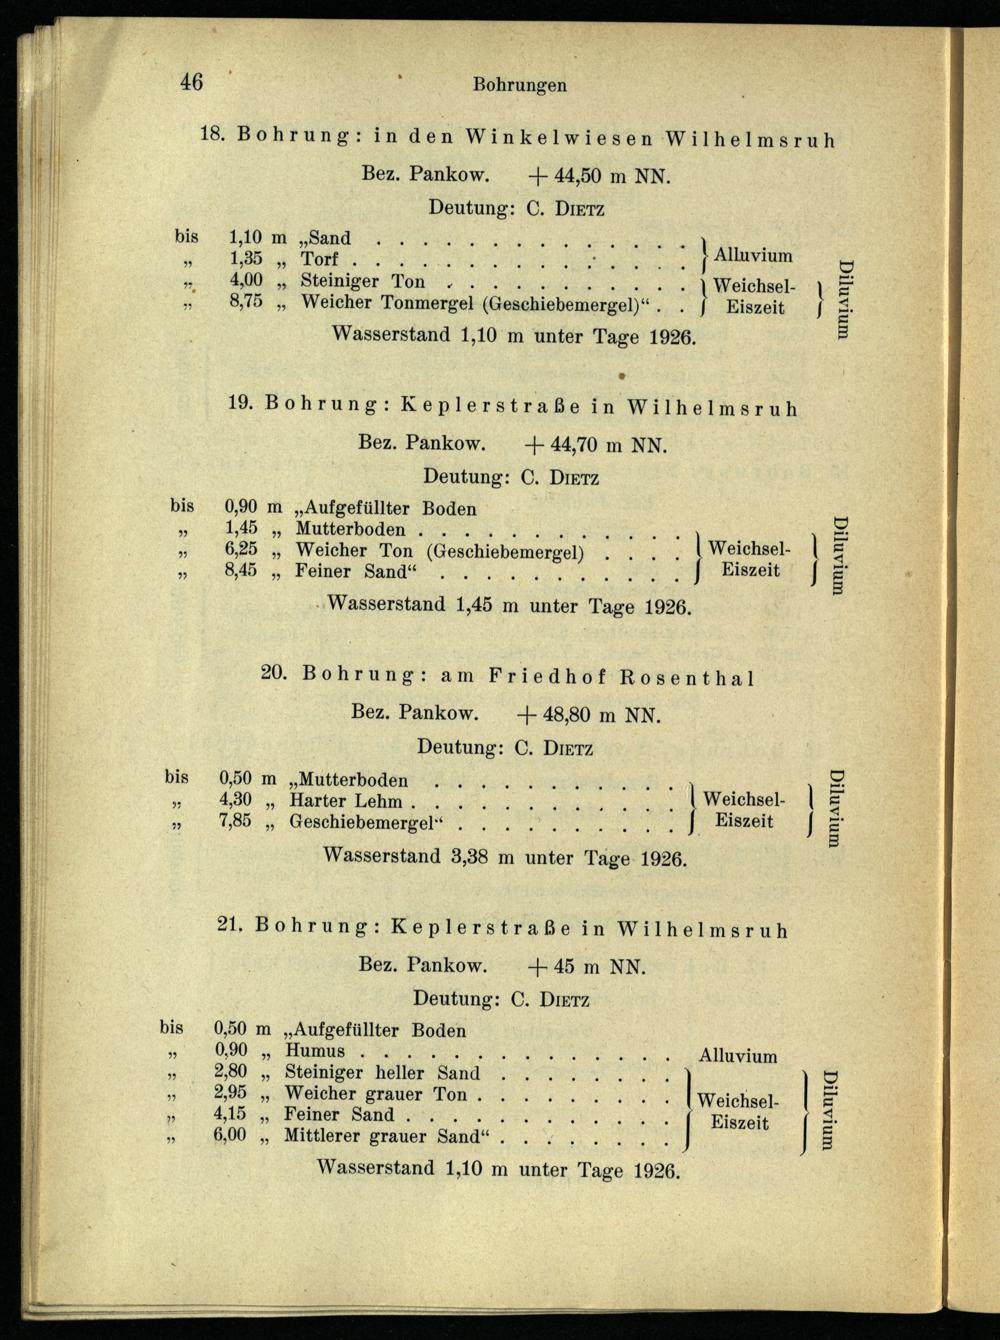 46 Bohrungen
18. Bohrung: in den Winkelwiesen Wilhelmsruh
Bez. Pankow. + 44,50 m NN.
Deutung: C. DIETZ
bis 1,10 m „Sand . . . . . . . . . . . . . .
„ 1,35 „ Torf . . . . . . . . . . . . . . . } Alluvium
„ 4,00 „ Steiniger Ton . . . . . . . . . . . } Weichsel- } Diluvium
„ 8,75 „ Weicher Tonmergel (Geschiebemergel)“ . . } Eiszeit
Wasserstand 1,10 m unter Tage 1926.
19. Bohrung: Keplerstraße in Wilhelmsruh
Bez. Pankow. + 44,70 m NN.
Deutung: C. DIETZ
bis 0,90 m „Aufgefüllter Boden
„ 1,45 „ Mutterboden . . . . . . . . . . . .
„ 6,25 „ Weicher Ton (Geschiebemergel) . . . . } Weichsel- } Diluvium
„ 8,45 „ Feiner Sand“ . . . . . . . . . . . } Eiszeit
Wasserstand 1,45 m unter Tage 1926.
20. Bohrung: am Friedhof Rosenthal
Bez. Pankow. + 48,80 m NN.
Deutung: C. DIETZ
bis 0,50 m „Mutterboden . . . . . . . . . . .
„ 4,30 „ Harter Lehm . . . . . . . . . . . . } Weichsel- } Diluvium
„ 7,85 „ Geschiebemergel“ . . . . . . . . . . } Eiszeit
Wasserstand 3,38 m unter Tage 1926.
21. Bohrung: Keplerstraße in Wilhelmsruh
Bez. Pankow. + 45 m NN.
Deutung: C. DIETZ
bis 0,50 m „Aufgefüllter Boden
„ 0,90 „ Humus . . . . . . . . . . . . . . Alluvium
„ 2,80 „ Steiniger heller Sand . . . . . . . .
„ 2,95 „ Weicher grauer Ton . . . . . . . . . } Weichsel- } Diluvium
„ 4,15 „ Feiner Sand . . . . . . . . . . . . } Eiszeit
„ 6,00 „ Mittlerer grauer Sand“ . . . . . . . .
Wasserstand 1,10 m unter Tage 1926.